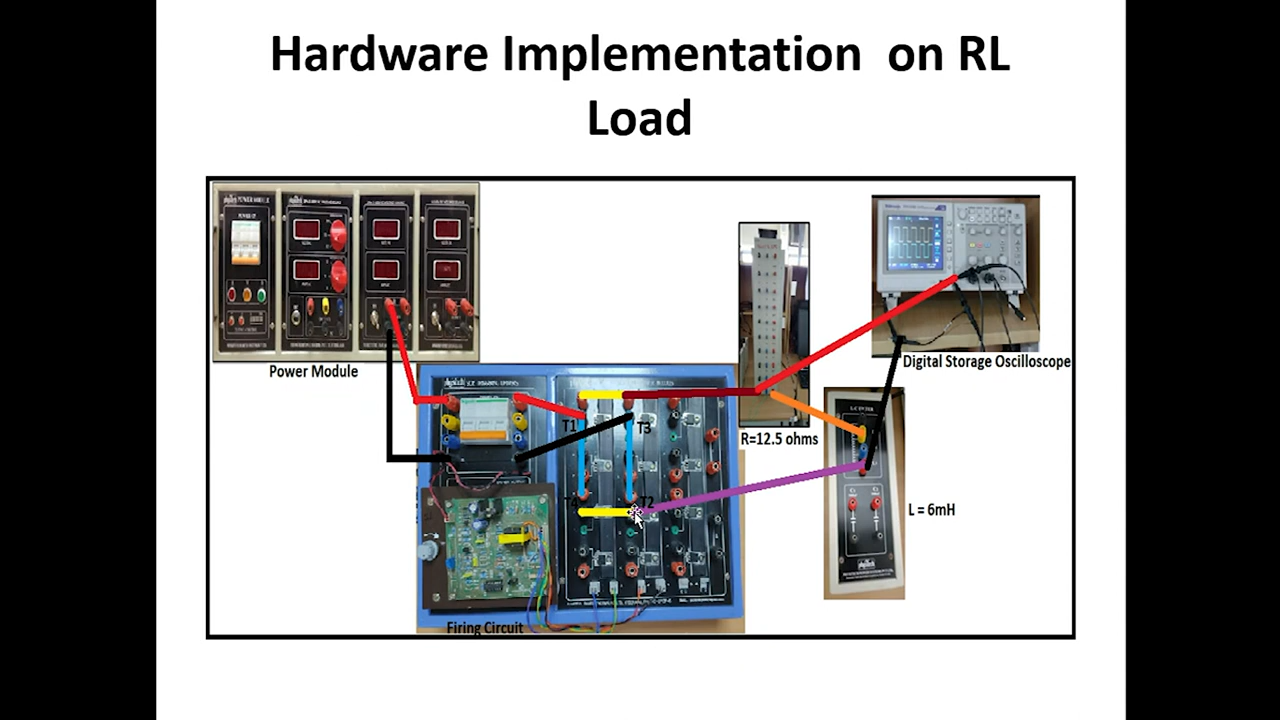 Hardware Implementation on RL
Load
Power Module
T1
T3
T4
T2
Firing Circuit
R=12.5 ohms
Digital Storage Oscilloscope
L = 6mH